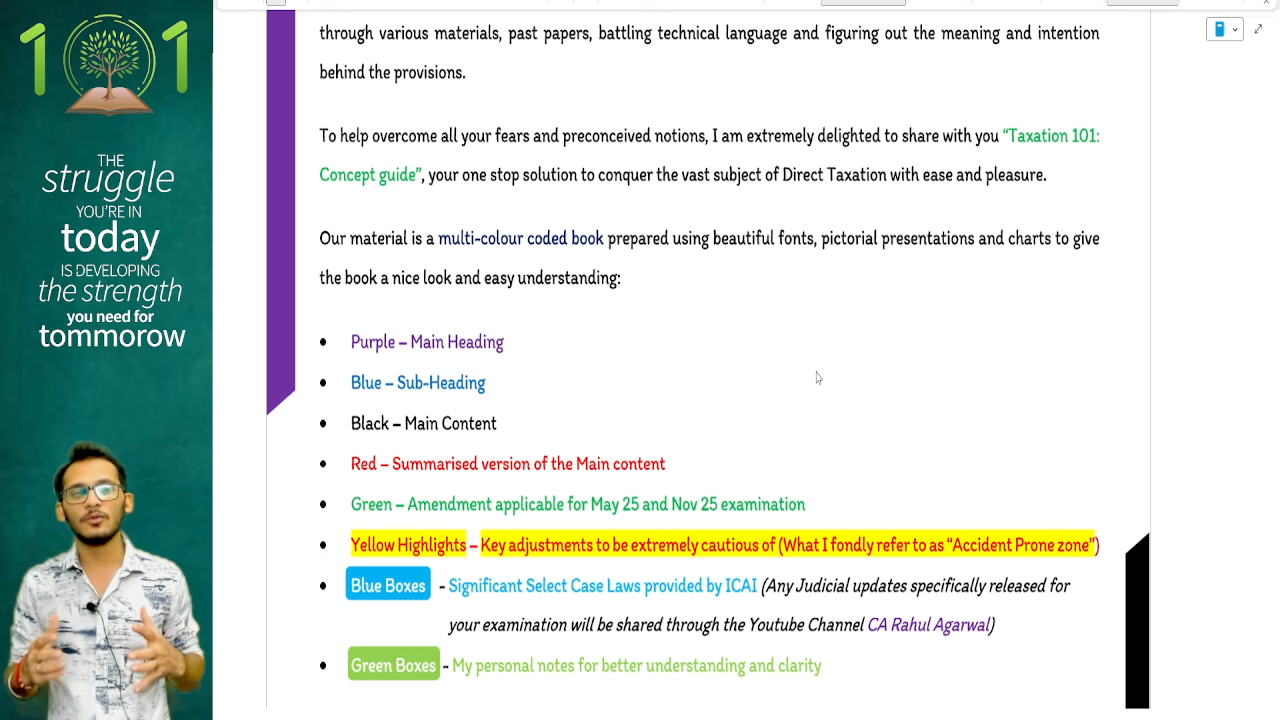 101
THE
struggle
YOU'RE IN
today
IS DEVELOPING
the strength
you need for
tommorow
through various materials, past papers, battling technical language and figuring out the meaning and intention
behind the provisions.
To help overcome all your fears and preconceived notions, I am extremely delighted to share with you “Taxation 101:
Concept guide”, your one stop solution to conquer the vast subject of Direct Taxation with ease and pleasure.
Our material is a multi-colour coded book prepared using beautiful fonts, pictorial presentations and charts to give
the book a nice look and easy understanding:
• Purple – Main Heading
• Blue – Sub-Heading
• Black – Main Content
• Red – Summarised version of the Main content
• Green – Amendment applicable for May 25 and Nov 25 examination
• Yellow Highlights – Key adjustments to be extremely cautious of (What I fondly refer to as “Accident Prone zone”)
• Blue Boxes - Significant Select Case Laws provided by ICAI (Any Judicial updates specifically released for
your examination will be shared through the Youtube Channel CA Rahul Agarwal)
• Green Boxes - My personal notes for better understanding and clarity